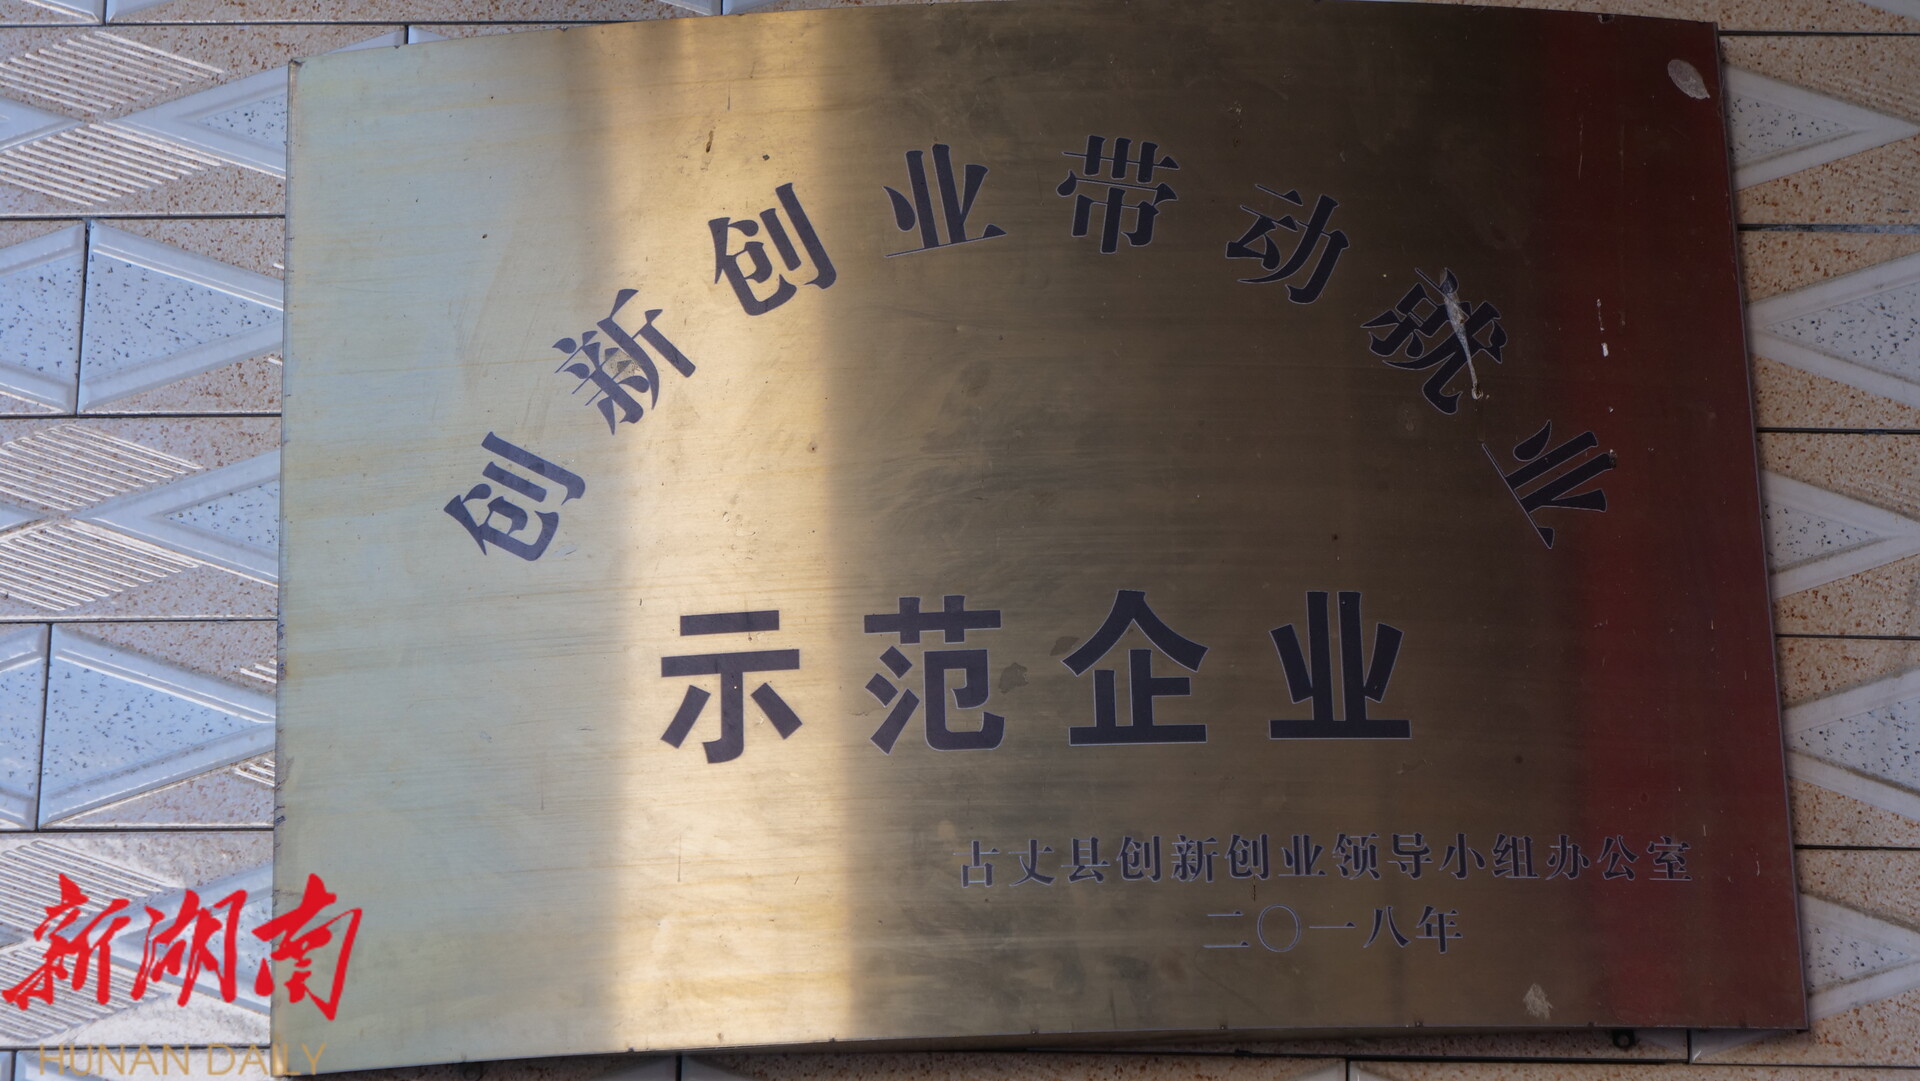 创新创业带动就业
示范企业
古丈县创新创业领导小组办公室
二〇一八年
新湖南
HUNAN DAILY